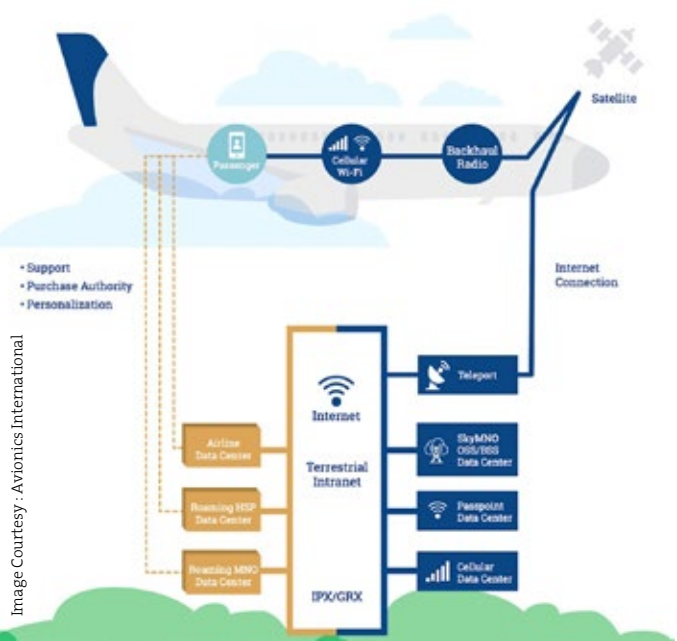 Satellite
Passenger
Cellular
Wi-Fi
Backhaul
Radio
• Support
• Purchase Authority
• Personalization
Internet
Connection
Internet
Terrestrial
Intranet
IPX/GRX
Airline
Data Center
Roaming HSP
Data Center
Roaming MNO
Data Center
Teleport
SkyMNO
OSS/BSS
Data Center
Passpoint
Data Center
Cellular
Data Center
Image Courtesy : Avionics International